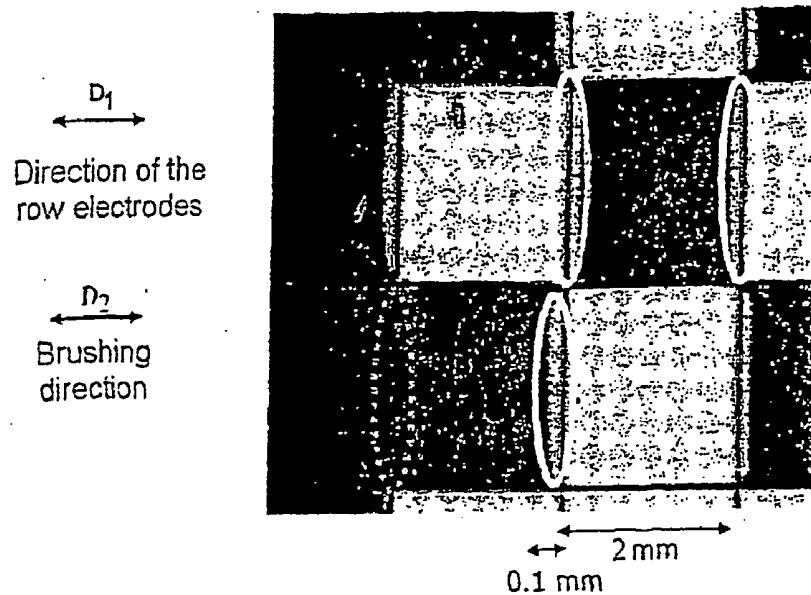 D1
Direction of the
row electrodes
D2
Brushing
direction
2 mm
0.1 mm